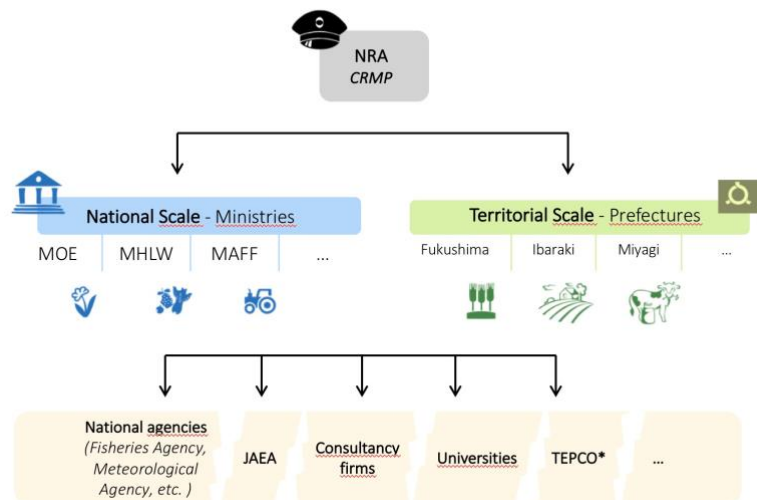 NRA
CRMP
National Scale - Ministries
Territorial Scale - Prefectures
MOE
MHLW
MAFF
...
Fukushima
Ibaraki
Miyagi
...
National agencies
(Fisheries Agency,
Meteorological
Agency, etc. )
JAEA
Consultancy
firms
Universities
TEPCO*
...